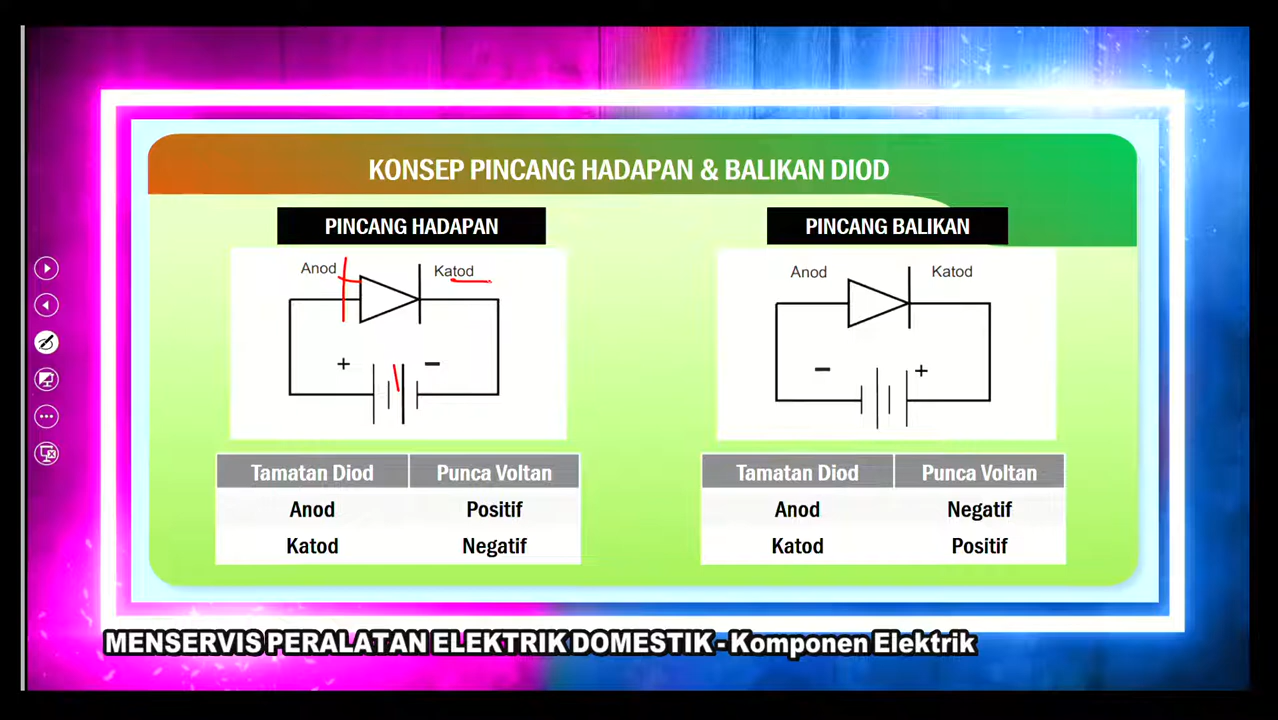 KONSEP PINCANG HADAPAN & BALIKAN DIOD
PINCANG HADAPAN
Anod
Katod
+
−
Tamatan Diod Punca Voltan
Anod Positif
Katod Negatif
PINCANG BALIKAN
Anod
Katod
−
+
Tamatan Diod Punca Voltan
Anod Negatif
Katod Positif
MENSERVIS PERALATAN ELEKTRIK DOMESTIK - Komponen Elektrik